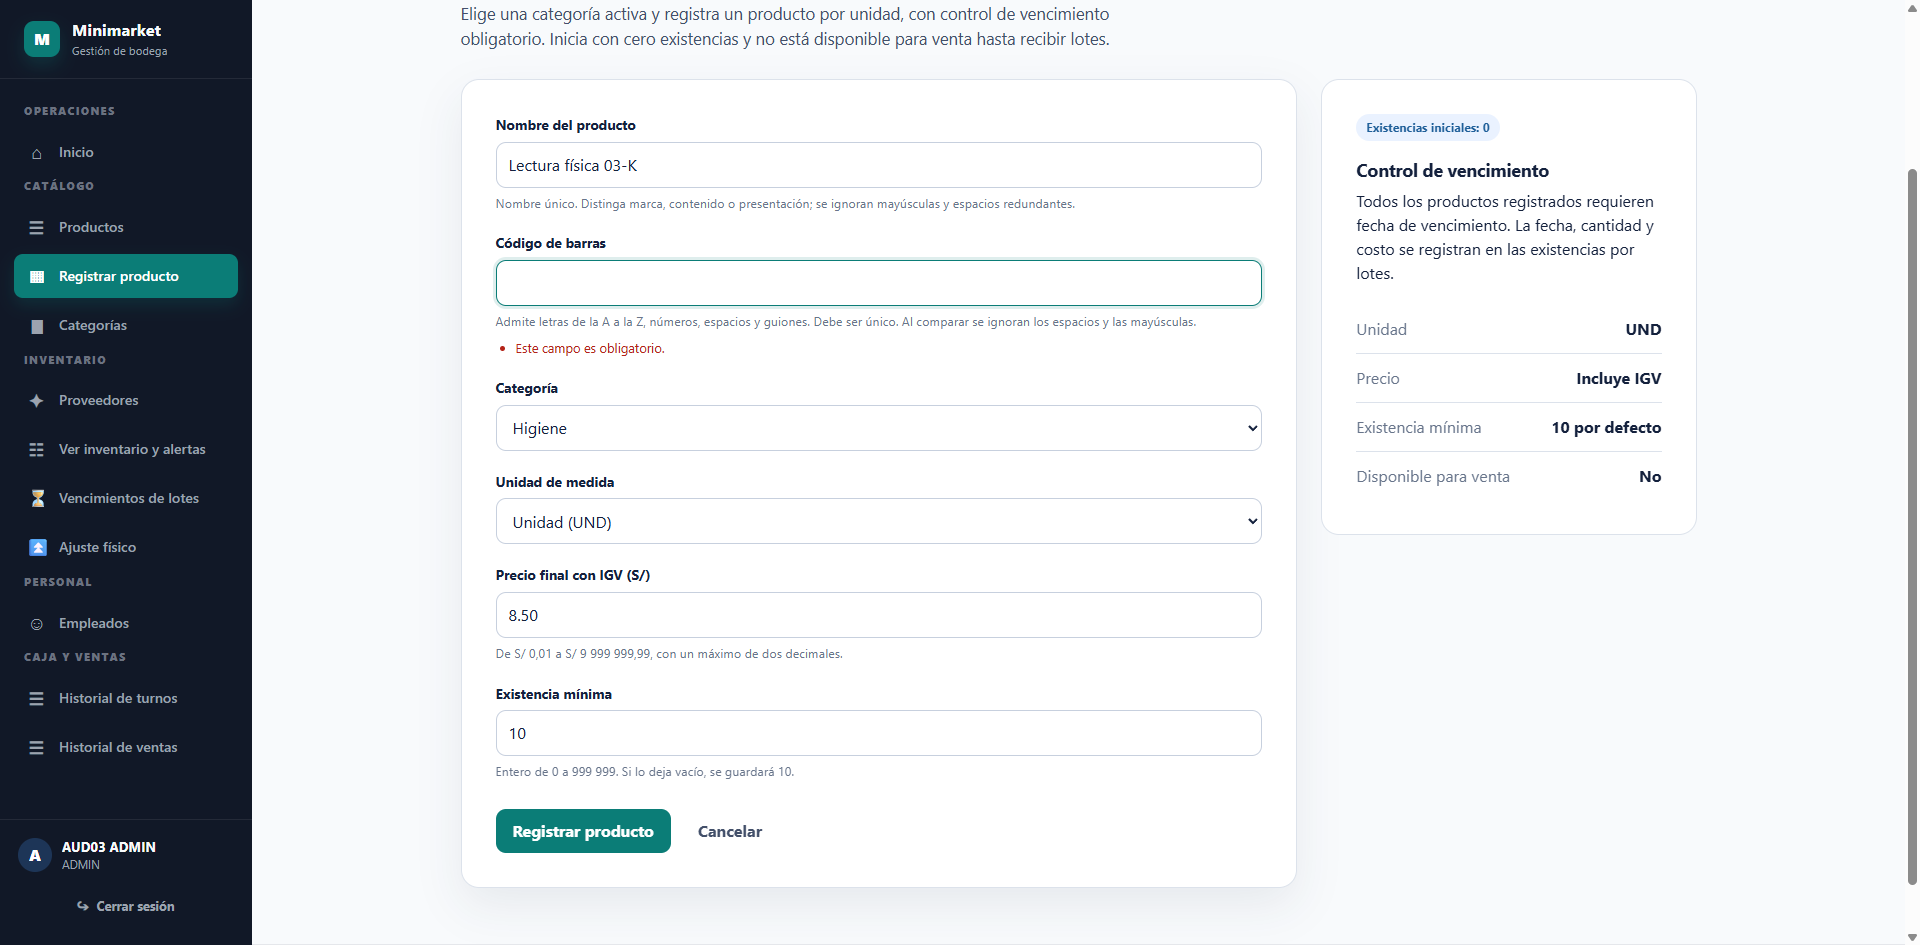 M
Minimarket
Gestión de bodega
OPERACIONES
Inicio
CATÁLOGO
Productos
Registrar producto
Categorías
INVENTARIO
Proveedores
Ver inventario y alertas
Vencimientos de lotes
Ajuste físico
PERSONAL
Empleados
CAJA Y VENTAS
Historial de turnos
Historial de ventas
A
AUD03 ADMIN
ADMIN
Cerrar sesión
Elige una categoría activa y registra un producto por unidad, con control de vencimiento
obligatorio. Inicia con cero existencias y no está disponible para venta hasta recibir lotes.
Nombre del producto
Lectura física 03-K
Nombre único. Distinga marca, contenido o presentación; se ignoran mayúsculas y espacios redundantes.
Código de barras
Admite letras de la A a la Z, números, espacios y guiones. Debe ser único. Al comparar se ignoran los espacios y las mayúsculas.
Este campo es obligatorio.
Categoría
Higiene
Unidad de medida
Unidad (UND)
Precio final con IGV (S/)
8.50
De S/ 0,01 a S/ 9 999 999,99, con un máximo de dos decimales.
Existencia mínima
10
Entero de 0 a 999 999. Si lo deja vacío, se guardará 10.
Registrar producto
Cancelar
Existencias iniciales: 0
Control de vencimiento
Todos los productos registrados requieren
fecha de vencimiento. La fecha, cantidad y
costo se registran en las existencias por
lotes.
Unidad UND
Precio Incluye IGV
Existencia mínima 10 por defecto
Disponible para venta No